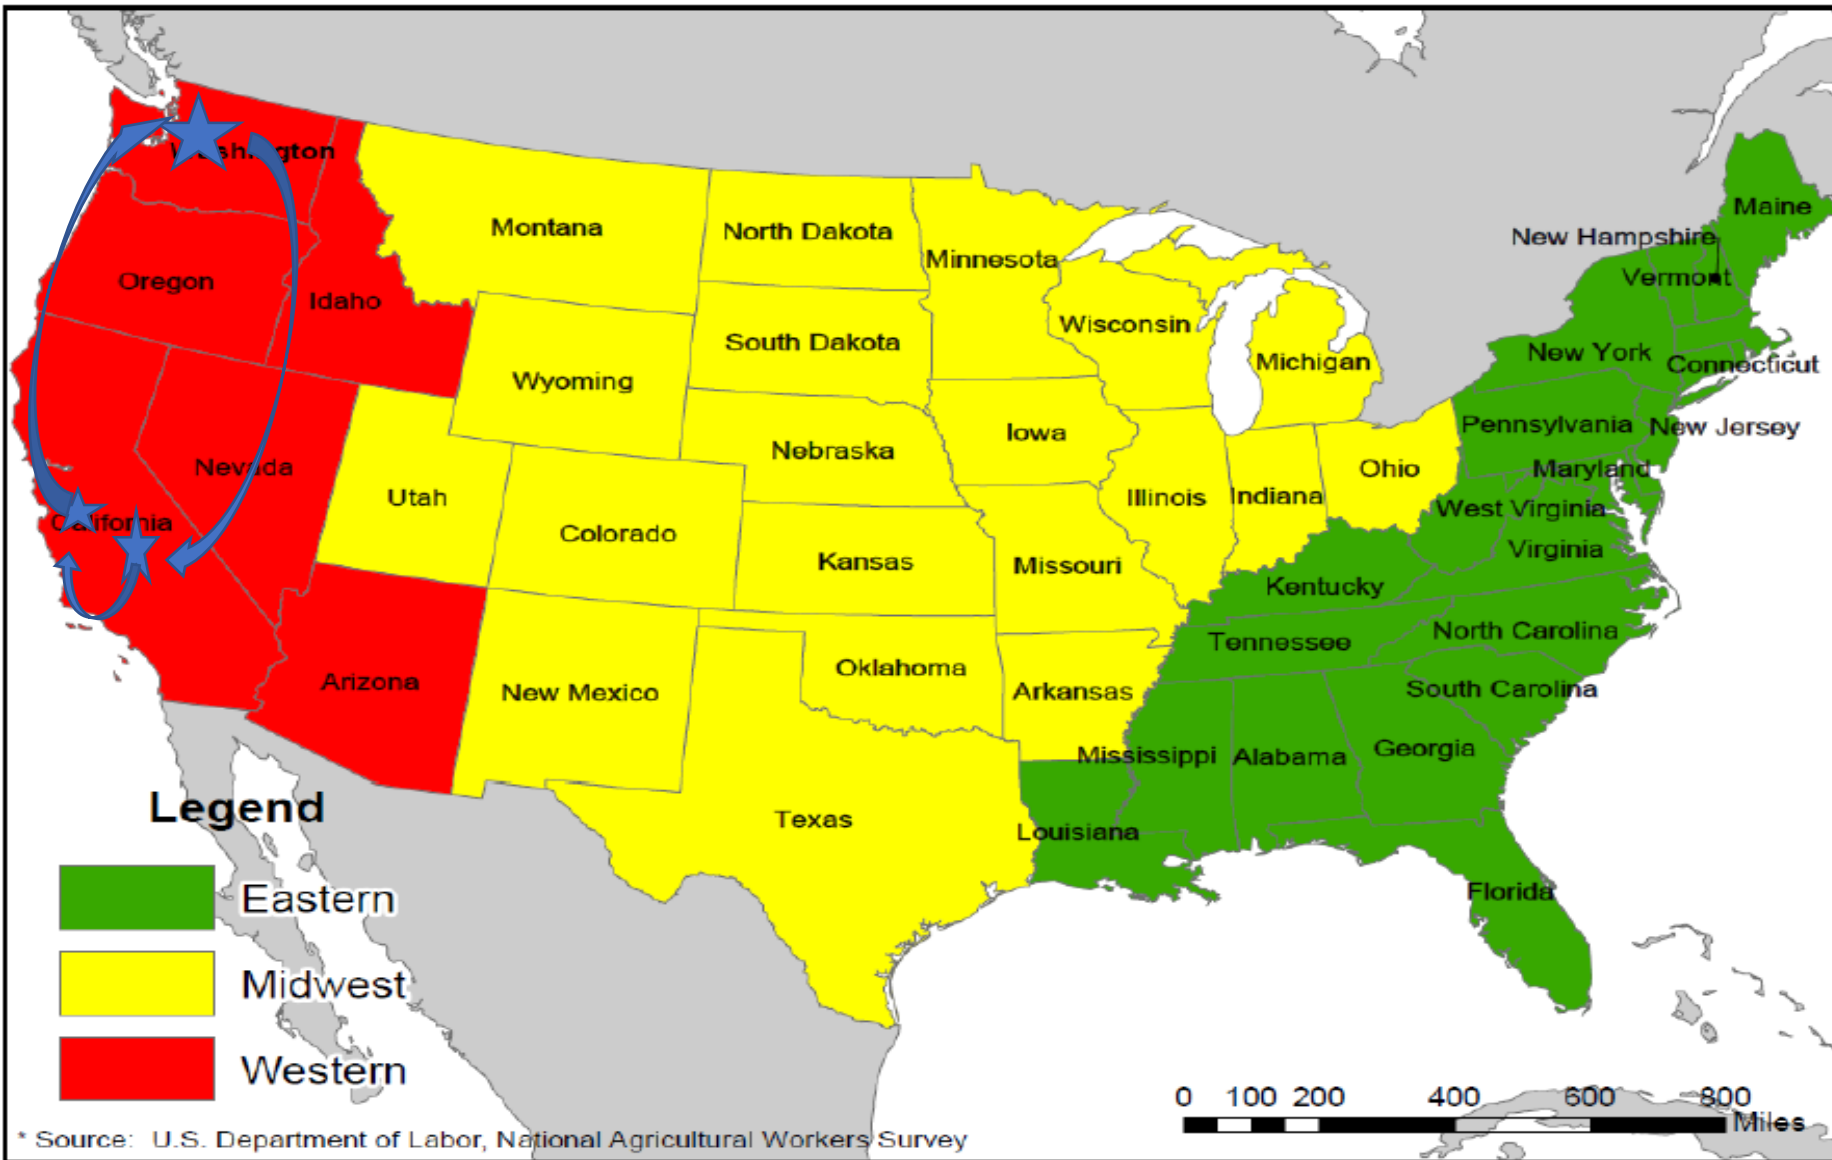 Washington
Maine
Montana
North Dakota
Minnesota
New Hampshire
Vermont
Oregon
Idaho
Wisconsin
South Dakota
Michigan
New York
Connecticut
Wyoming
Iowa
Pennsylvania
New Jersey
Nebraska
Nevada
Utah
Illinois
Indiana
Ohio
Maryland
West Virginia
California
Colorado
Kansas
Missouri
Virginia
Kentucky
Tennessee
North Carolina
Arizona
New Mexico
Oklahoma
Arkansas
South Carolina
Mississippi
Alabama
Georgia
Texas
Louisiana
Florida
Legend
Eastern
Midwest
Western
0 100 200 400 600 800
Miles
* Source: U.S. Department of Labor, National Agricultural Workers Survey